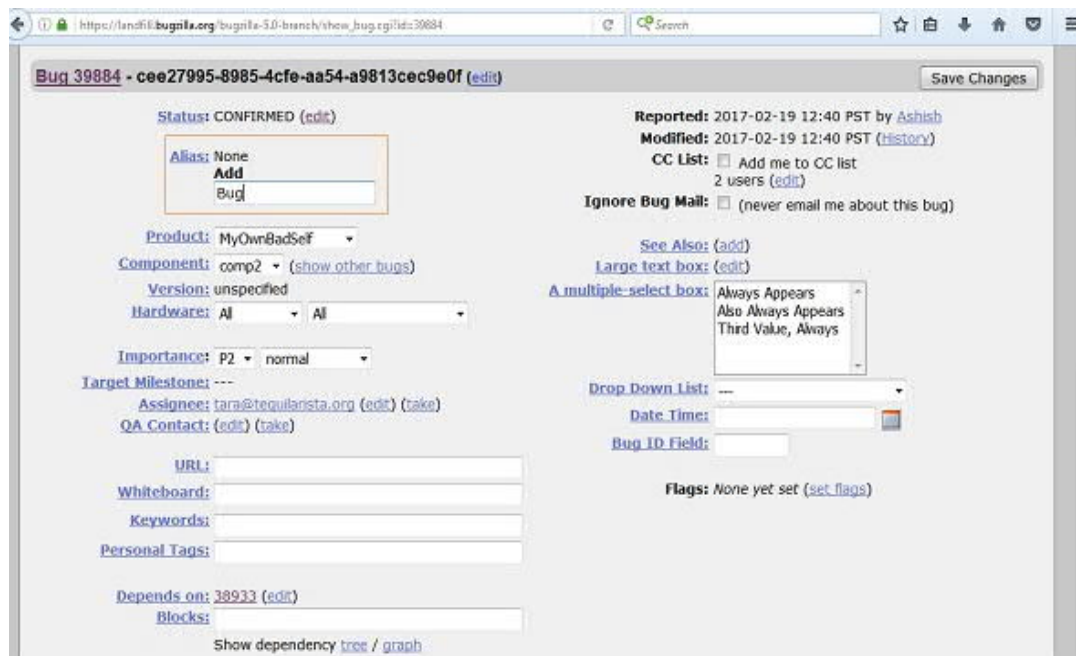 https://landfill.bugzilla.org/bugzilla-5.0-branch/show_bug.cgi?id=39884
Search
Bug 39884 - cee27995-8985-4cfe-aa54-a9813cec9e0f (edit)
Save Changes
Status: CONFIRMED (edit)
Alias: None
Add
Bug
Product: MyOwnBadSelf
Component: comp2 (show other bugs)
Version: unspecified
Hardware: All All
Importance: P2 normal
Target Milestone: ---
Assignee: tara@tequilarista.org (edit) (take)
QA Contact: (edit) (take)
URL:
Whiteboard:
Keywords:
Personal Tags:
Depends on: 38933 (edit)
Blocks:
Show dependency tree / graph
Reported: 2017-02-19 12:40 PST by Ashish
Modified: 2017-02-19 12:40 PST (History)
CC List: Add me to CC list
2 users (edit)
Ignore Bug Mail: (never email me about this bug)
See Also: (add)
Large text box: (edit)
A multiple-select box: Always Appears
Also Always Appears
Third Value, Always
Drop Down List: ---
Date Time:
Bug ID Field:
Flags: None yet set (set flags)